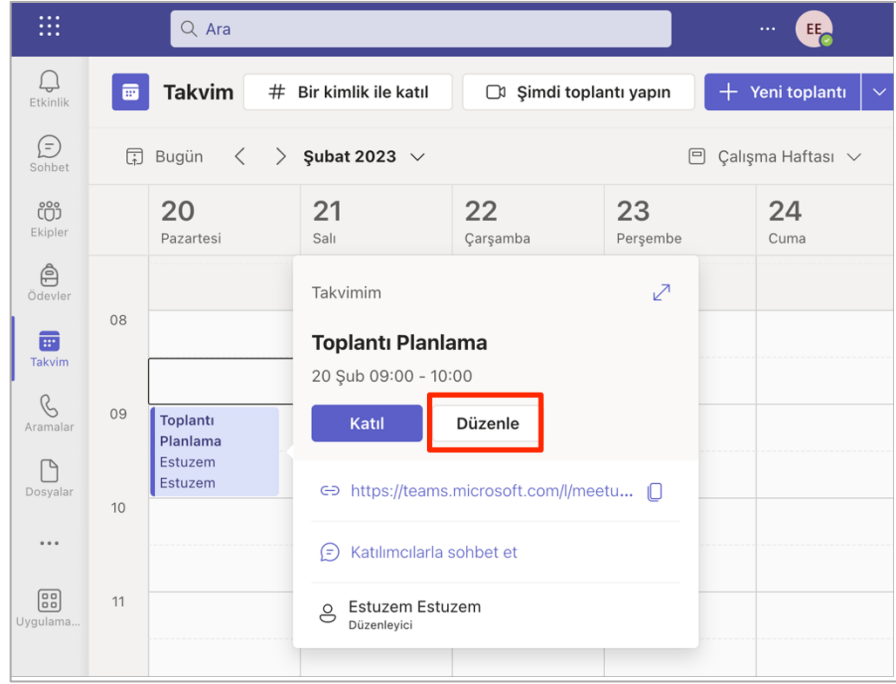 Ara
EE
Etkinlik
Sohbet
Ekipler
Ödevler
Takvim
Aramalar
Dosyalar
Uygulama...
Takvim
# Bir kimlik ile katıl
Şimdi toplantı yapın
Yeni toplantı
Bugün
Şubat 2023
Çalışma Haftası
20
Pazartesi
21
Salı
22
Çarşamba
23
Perşembe
24
Cuma
08
09
10
11
Toplantı
Planlama
Estuzem
Estuzem
Takvimim
Toplantı Planlama
20 Şub 09:00 - 10:00
Katıl
Düzenle
https://teams.microsoft.com/l/meetu...
Katılımcılarla sohbet et
Estuzem Estuzem
Düzenleyici